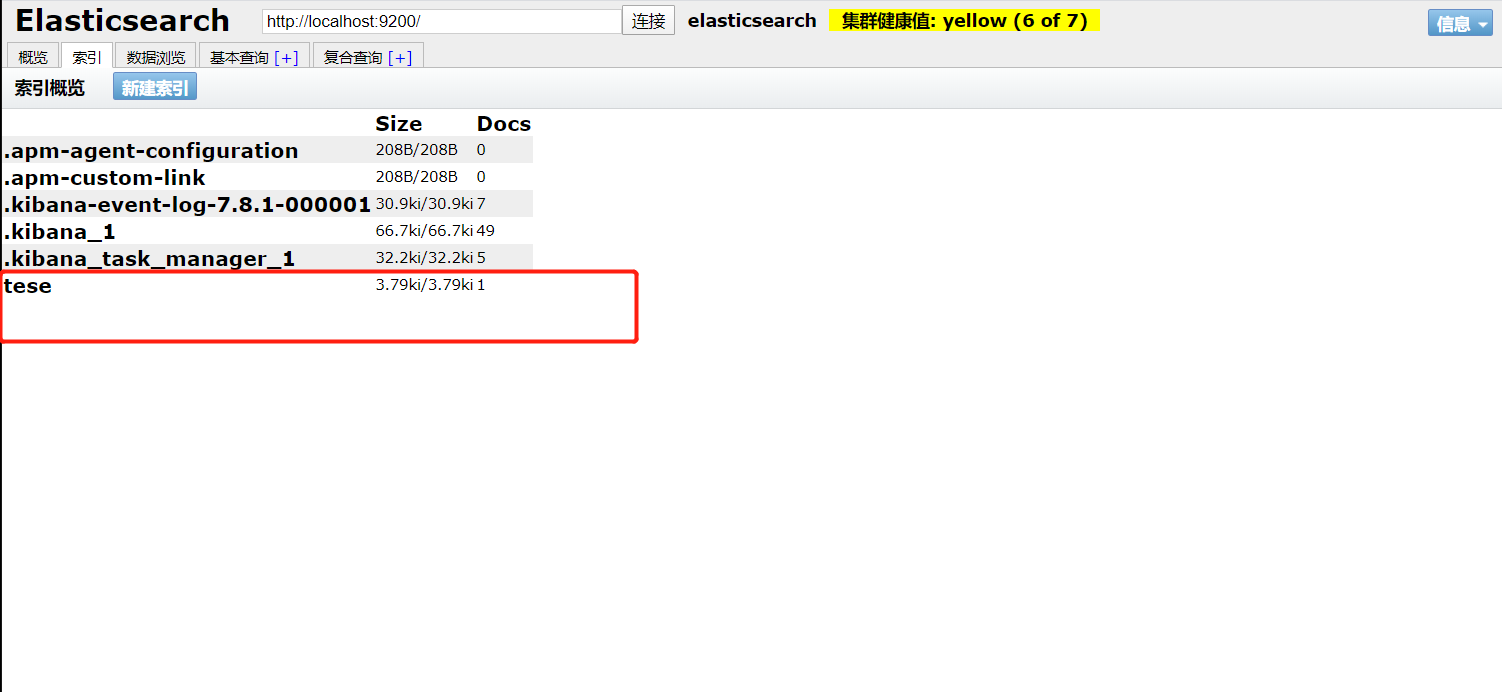 Elasticsearch http://localhost:9200/ 连接 elasticsearch 集群健康值: yellow (6 of 7) 信息
概览 索引 数据浏览 基本查询 [+] 复合查询 [+]
索引概览 新建索引
Size Docs
.apm-agent-configuration 208B/208B 0
.apm-custom-link 208B/208B 0
.kibana-event-log-7.8.1-000001 30.9ki/30.9ki 7
.kibana_1 66.7ki/66.7ki 49
.kibana_task_manager_1 32.2ki/32.2ki 5
tese 3.79ki/3.79ki 1